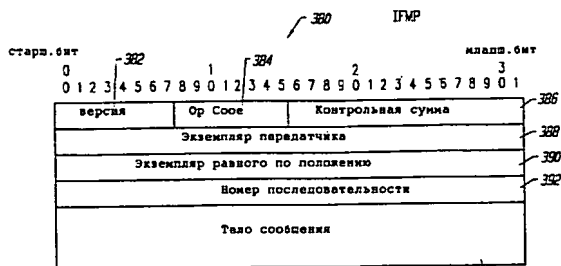 380 IFMP
старш.бит 382 384 младш.бит
0 1 2 3
0 1 2 3 4 5 6 7 8 9 0 1 2 3 4 5 6 7 8 9 0 1 2 3 4 5 6 7 8 9 0 1
версия Op Сооб Контрольная сумма 386
Экземпляр передатчика 388
Экземпляр равного по положению 390
Номер последовательности 392
Тало сообщения